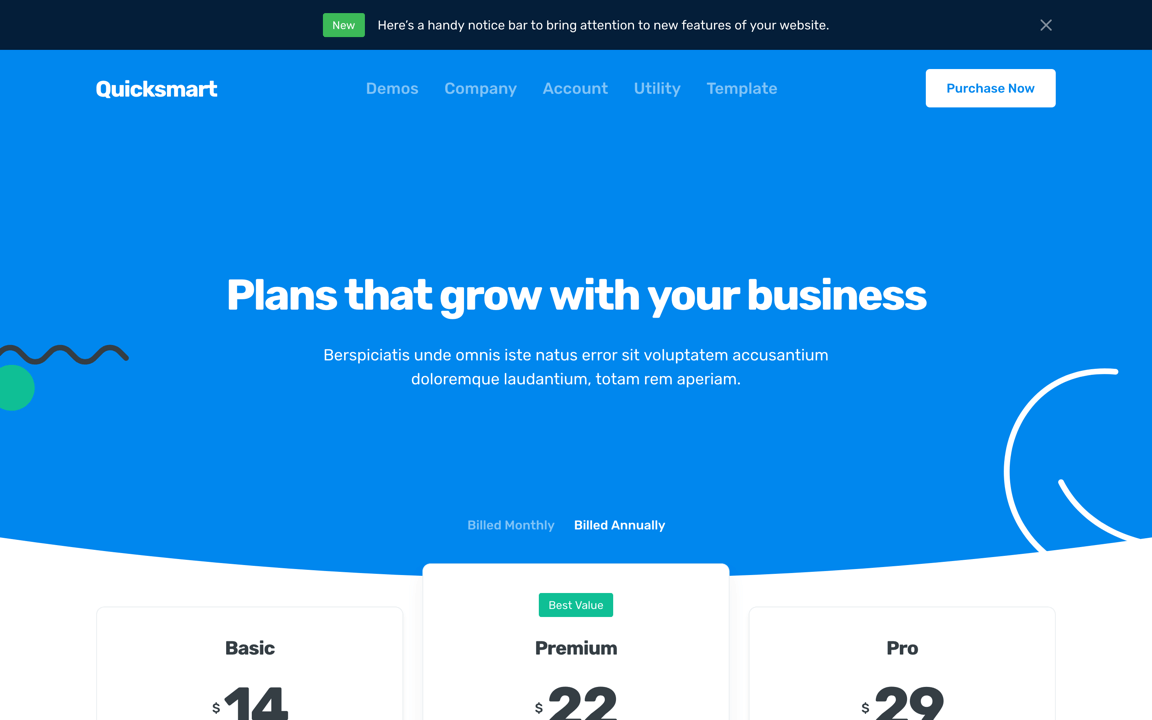 New Here's a handy notice bar to bring attention to new features of your website.
Quicksmart Demos Company Account Utility Template Purchase Now
Plans that grow with your business
Berspiciatis unde omnis iste natus error sit voluptatem accusantium
doloremque laudantium, totam rem aperiam.
Billed Monthly Billed Annually
Best Value
Basic Premium Pro
$14 $22 $29